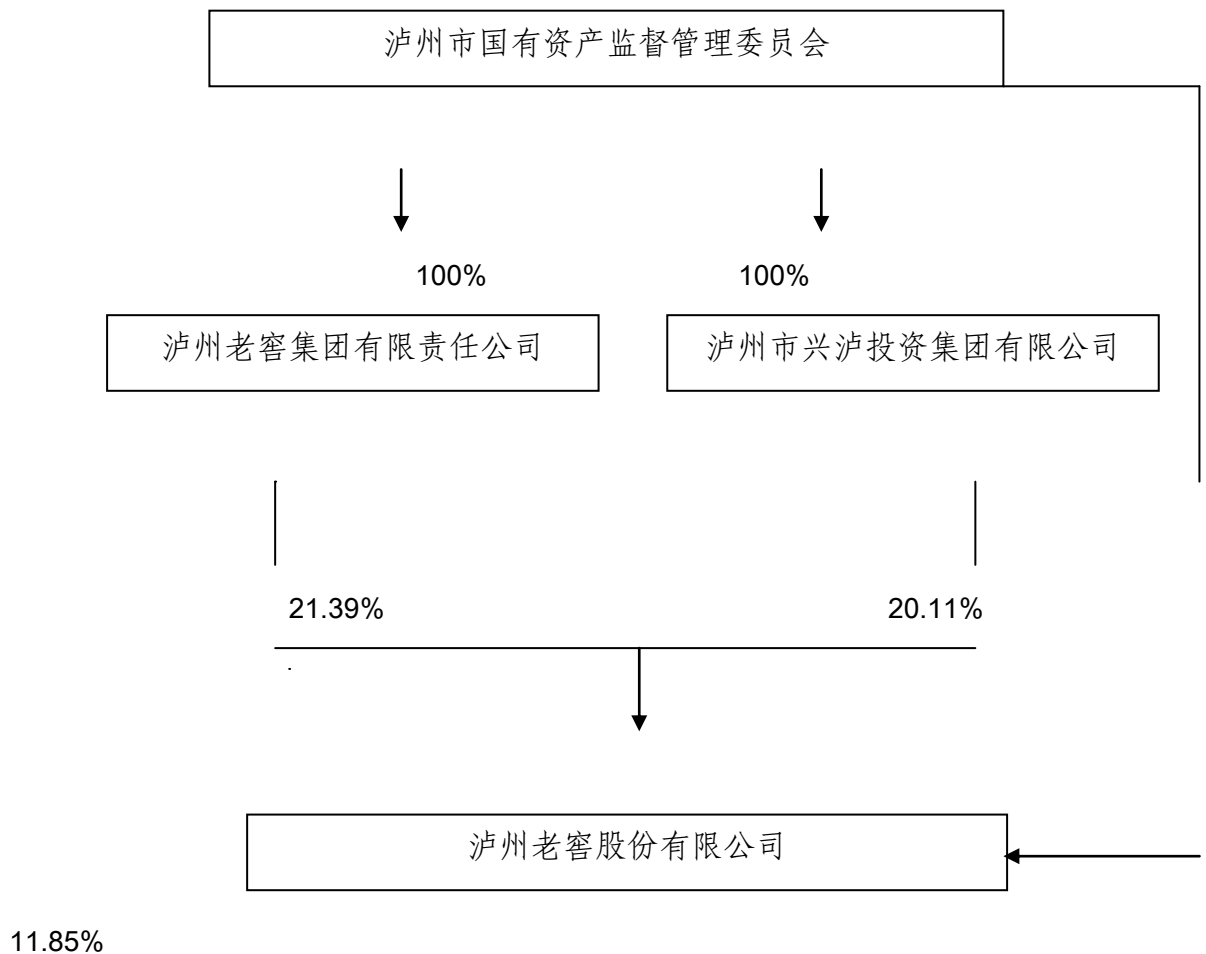 泸州市国有资产监督管理委员会
100% 100%
泸州老窖集团有限责任公司 泸州市兴泸投资集团有限公司
21.39% 20.11%
泸州老窖股份有限公司
11.85%